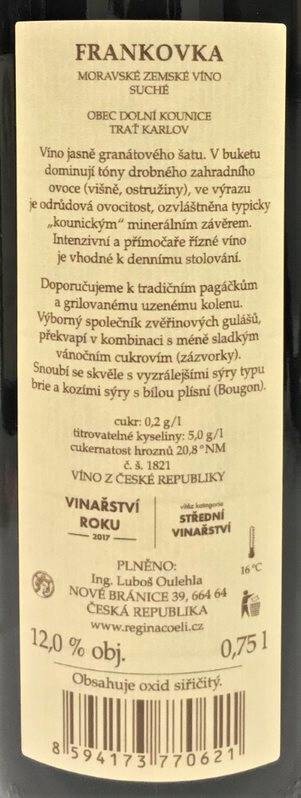 FRANKOVKA
MORAVSKÉ ZEMSKÉ VÍNO
SUCHÉ
OBEC DOLNÍ KOUNICE
TRAŤ KARLOV
Víno jasně granátového šatu. V buketu
dominují tóny drobného zahradního
ovoce (višně, ostružiny), ve výrazu
je odrůdová ovocitost, ozvláštněna typicky
„kounickým“ minerálním závěrem.
Intenzivní a přímočaře řízné víno
je vhodné k dennímu stolování.
Doporučujeme k tradičním pagáčkům
a grilovanému uzenému kolenu.
Výborný společník zvěřinových gulášů,
překvapí v kombinaci s méně sladkým
vánočním cukrovím (zázvorky).
Snoubí se skvěle s vyzrálejšími sýry typu
brie a kozími sýry s bílou plísní (Bougon).
cukr: 0,2 g/l
titrovatelné kyseliny: 5,0 g/l
cukernatost hroznů 20,8 °NM
č. š. 1821
VÍNO Z ČESKÉ REPUBLIKY
VINAŘSTVÍ
ROKU
2017
vítěz kategorie
STŘEDNÍ
VINAŘSTVÍ
16 °C
PLNĚNO:
Ing. Luboš Oulehla
NOVÉ BRÁNICE 39, 664 64
ČESKÁ REPUBLIKA
www.reginacoeli.cz
12,0 % obj.
0,75 l
Obsahuje oxid siřičitý.
8 594173 770621